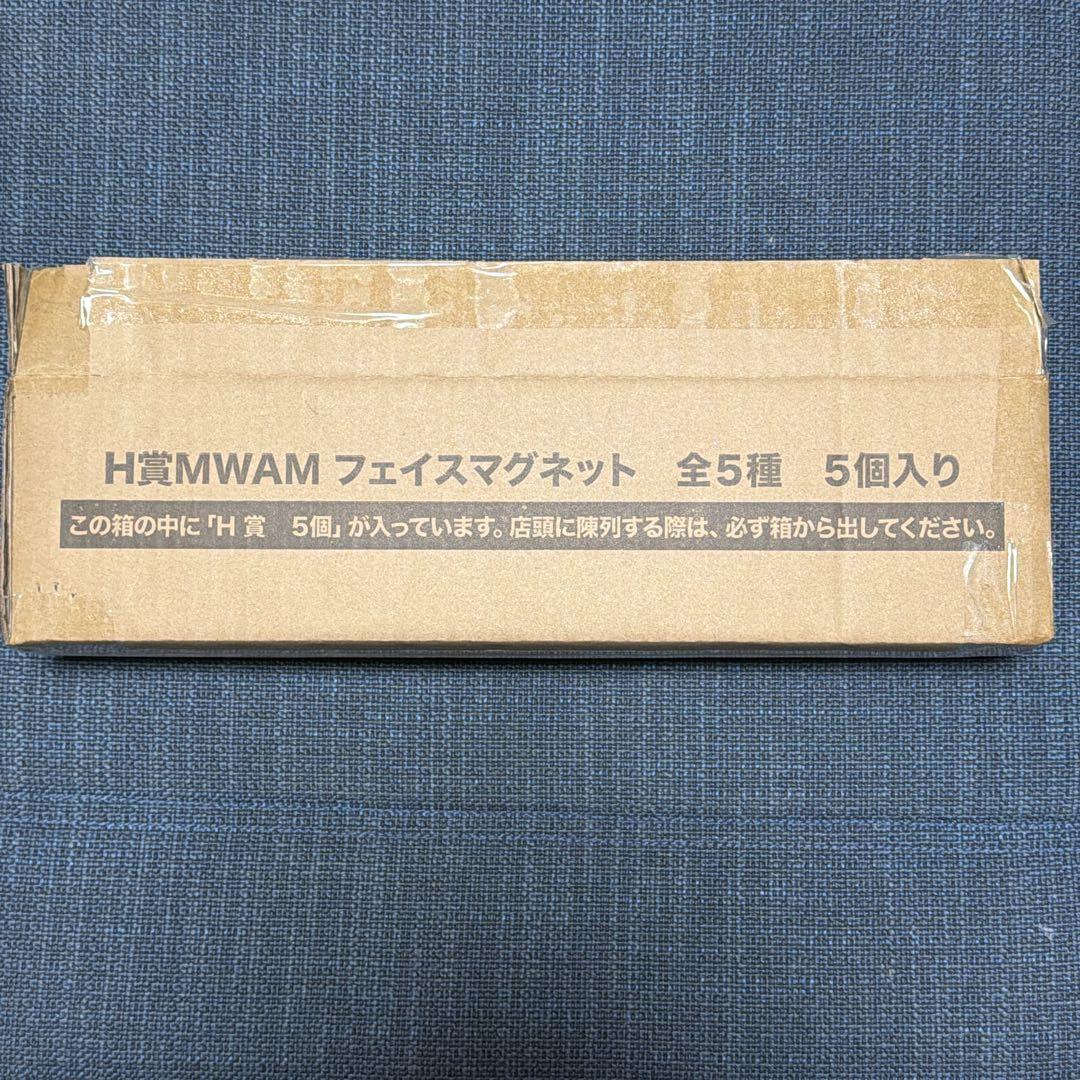 H賞MWAM フェイスマグネット　全5種　5個入り
この箱の中に「H 賞　5個」が入っています。店頭に陳列する際は、必ず箱から出してください。